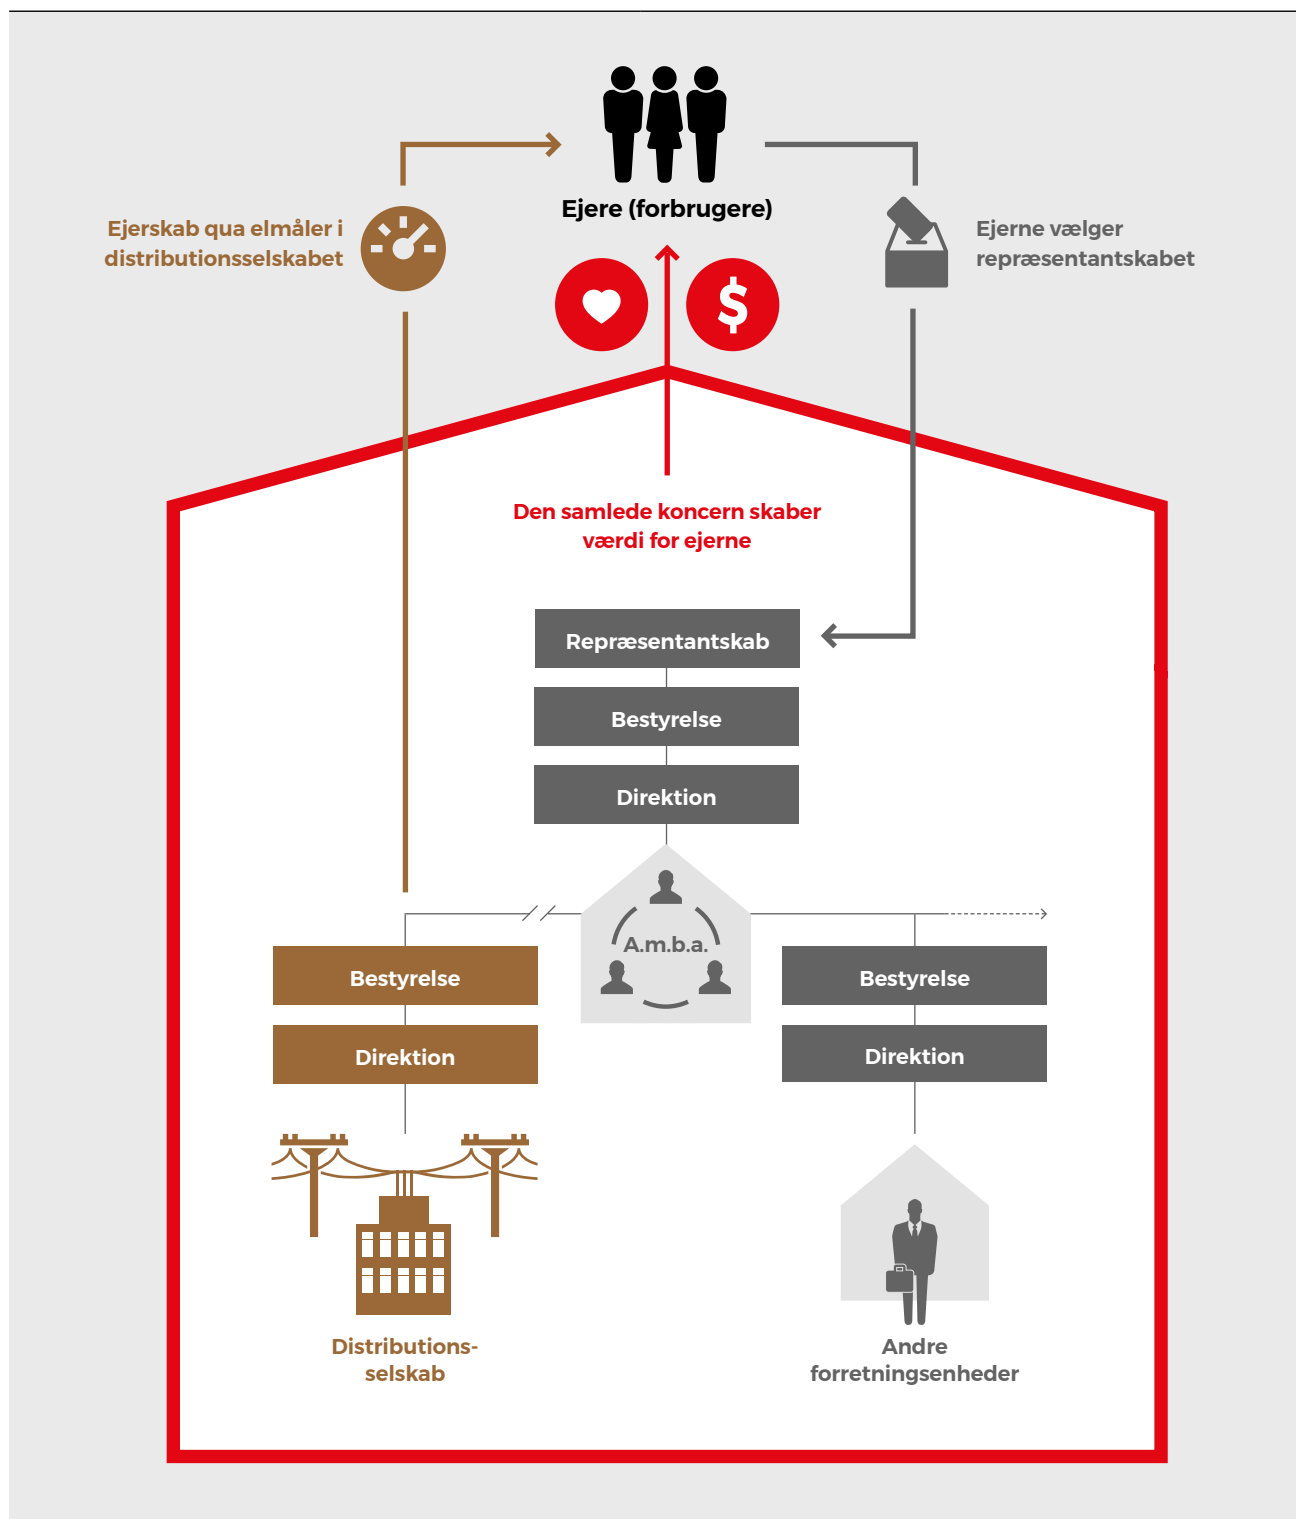 Ejere (forbrugere)
Ejerskab qua elmåler i
distributionsselskabet
Ejerne vælger
repræsentantskabet
$
Den samlede koncern skaber
værdi for ejerne
Repræsentantskab
Bestyrelse
Direktion
A.m.b.a.
Bestyrelse
Direktion
Bestyrelse
Direktion
Distributions-
selskab
Andre
forretningsenheder